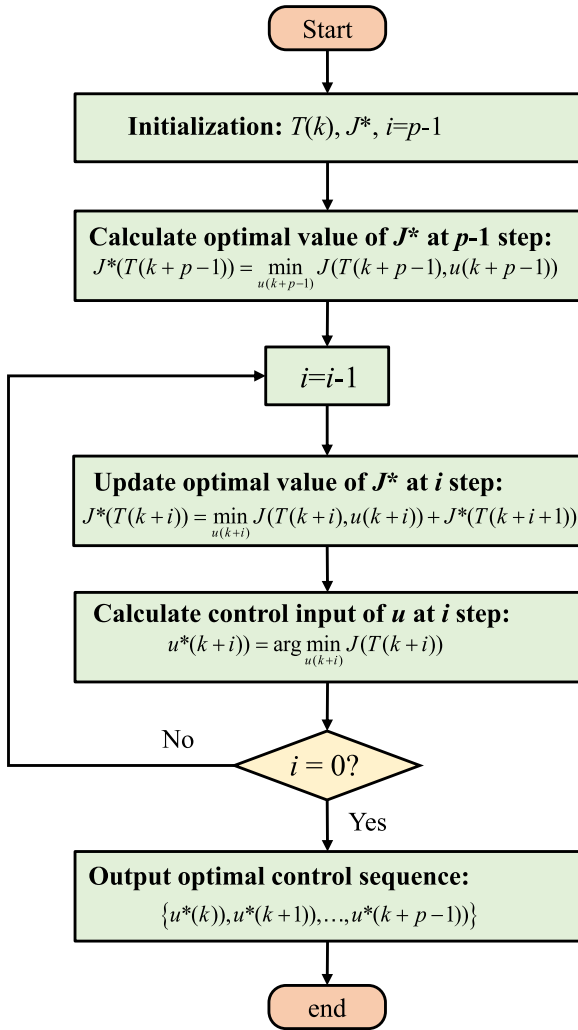 Start
Initialization: T(k), J*, i=p-1
Calculate optimal value of J* at p-1 step:
J*(T(k+p−1)) = min J(T(k+p−1),u(k+p−1))
u(k+p−1)
i=i-1
Update optimal value of J* at i step:
J*(T(k+i)) = min J(T(k+i),u(k+i))+J*(T(k+i+1))
u(k+i)
Calculate control input of u at i step:
u*(k+i)) = arg min J(T(k+i))
u(k+i)
No
i = 0?
Yes
Output optimal control sequence:
{u*(k)),u*(k+1)),…,u*(k+p−1))}
end